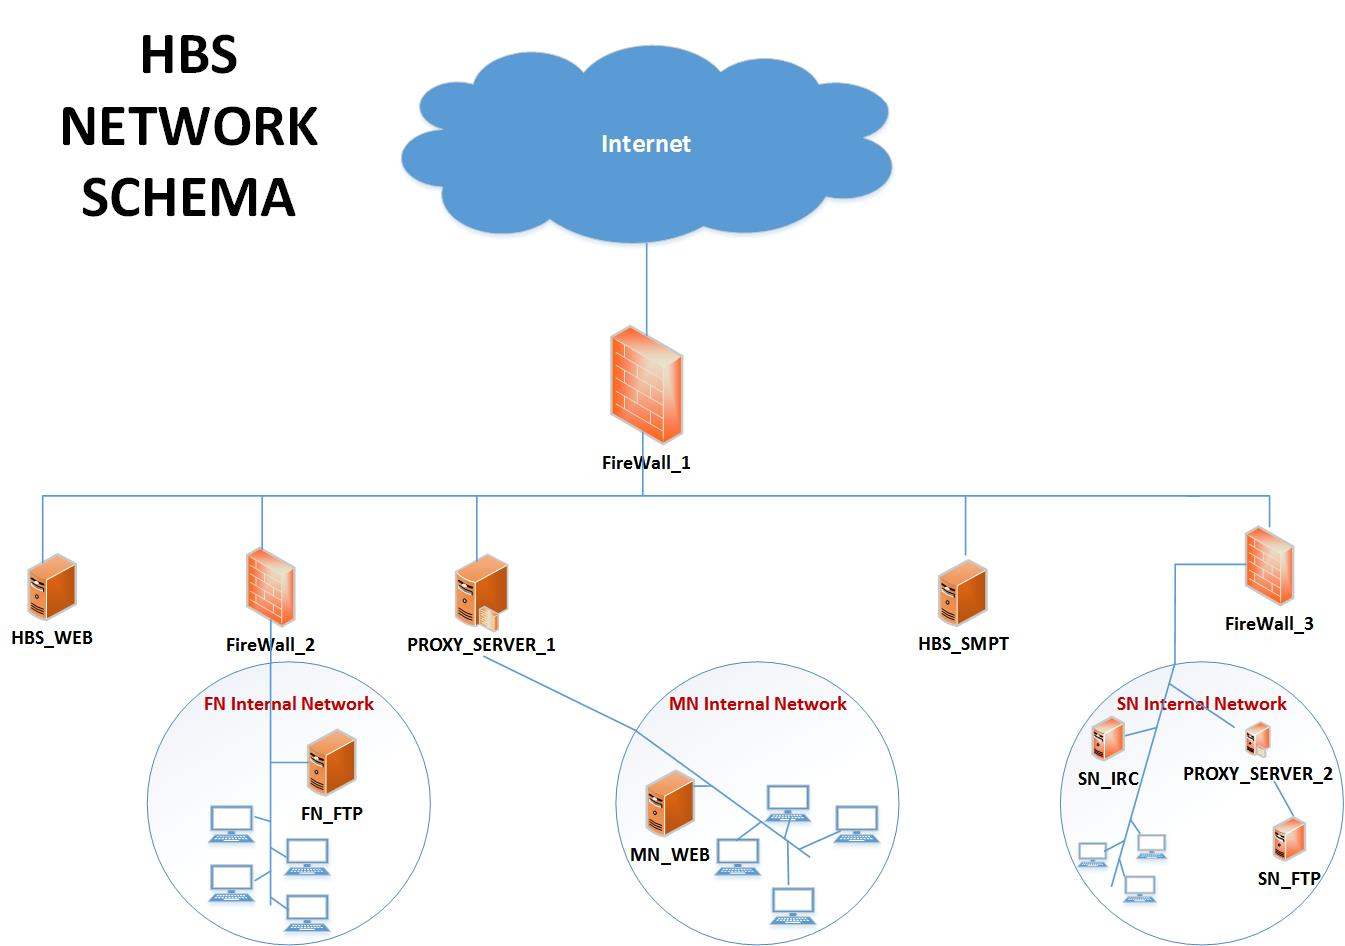 HBS
NETWORK
SCHEMA
Internet
FireWall_1
HBS_WEB
FireWall_2
PROXY_SERVER_1
HBS_SMPT
FireWall_3
FN Internal Network
MN Internal Network
SN Internal Network
FN_FTP
MN_WEB
SN_IRC
PROXY_SERVER_2
SN_FTP